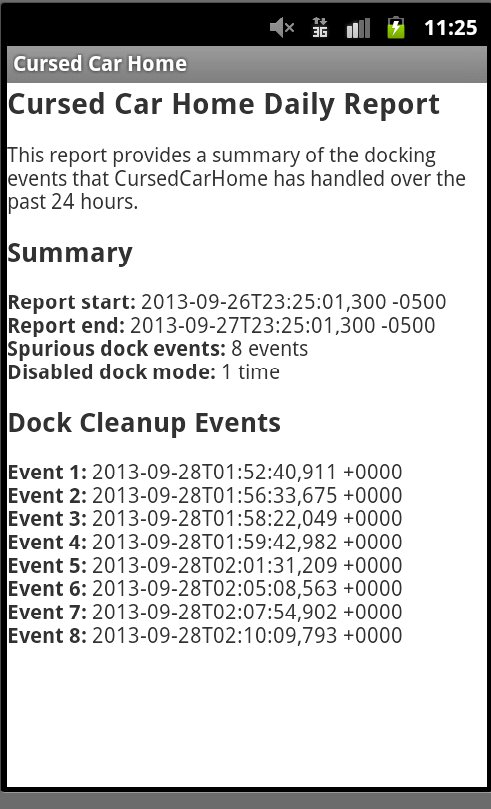 3G 11:25
Cursed Car Home
Cursed Car Home Daily Report
This report provides a summary of the docking
events that CursedCarHome has handled over the
past 24 hours.
Summary
Report start: 2013-09-26T23:25:01,300 -0500
Report end: 2013-09-27T23:25:01,300 -0500
Spurious dock events: 8 events
Disabled dock mode: 1 time
Dock Cleanup Events
Event 1: 2013-09-28T01:52:40,911 +0000
Event 2: 2013-09-28T01:56:33,675 +0000
Event 3: 2013-09-28T01:58:22,049 +0000
Event 4: 2013-09-28T01:59:42,982 +0000
Event 5: 2013-09-28T02:01:31,209 +0000
Event 6: 2013-09-28T02:05:08,563 +0000
Event 7: 2013-09-28T02:07:54,902 +0000
Event 8: 2013-09-28T02:10:09,793 +0000